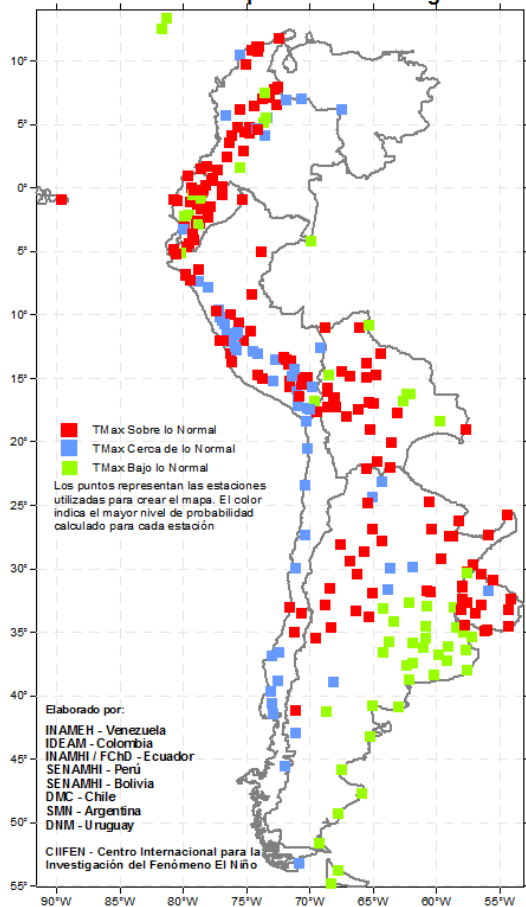 10°
5°
0°
5°
10°
15°
20°
25°
30°
35°
40°
45°
50°
55°
TMax Sobre lo Normal
TMax Cerca de lo Normal
TMax Bajo lo Normal
Los puntos representan las estaciones
utilizadas para crear el mapa. El color
indica el mayor nivel de probabilidad
calculado para cada estación
Elaborado por:
INAMEH - Venezuela
IDEAM - Colombia
INAMHI / FChD - Ecuador
SENAMHI - Perú
SENAMHI - Bolivia
DMC - Chile
SMN - Argentina
DNM - Uruguay
CIIFEN - Centro Internacional para la
Investigación del Fenómeno El Niño
90°W 85°W 80°W 75°W 70°W 65°W 60°W 55°W